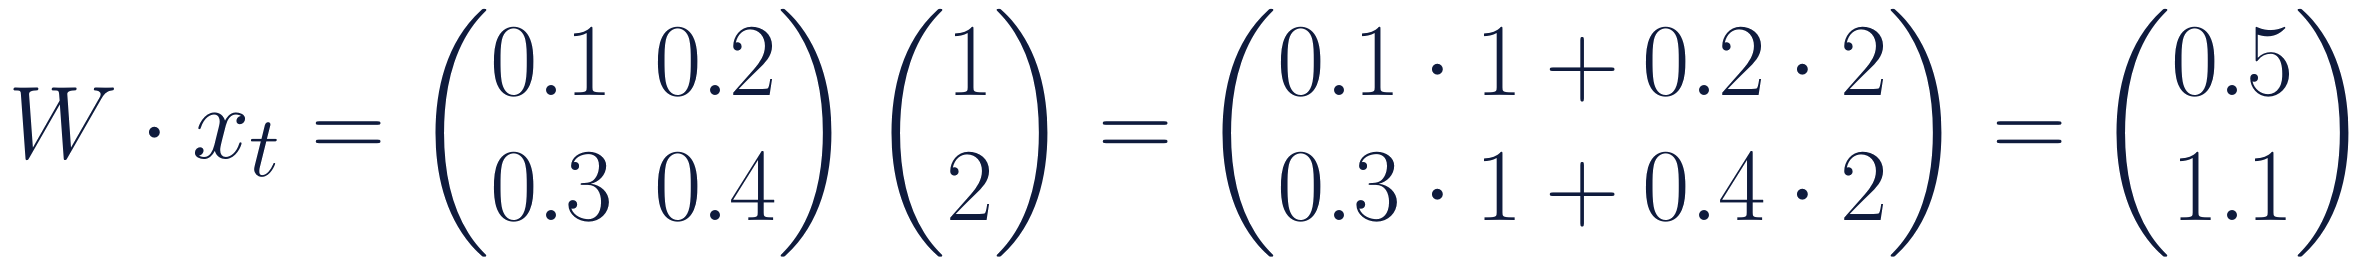 W · x_t = (0.1 0.2 ; 0.3 0.4) (1 ; 2) = (0.1 · 1 + 0.2 · 2 ; 0.3 · 1 + 0.4 · 2) = (0.5 ; 1.1)